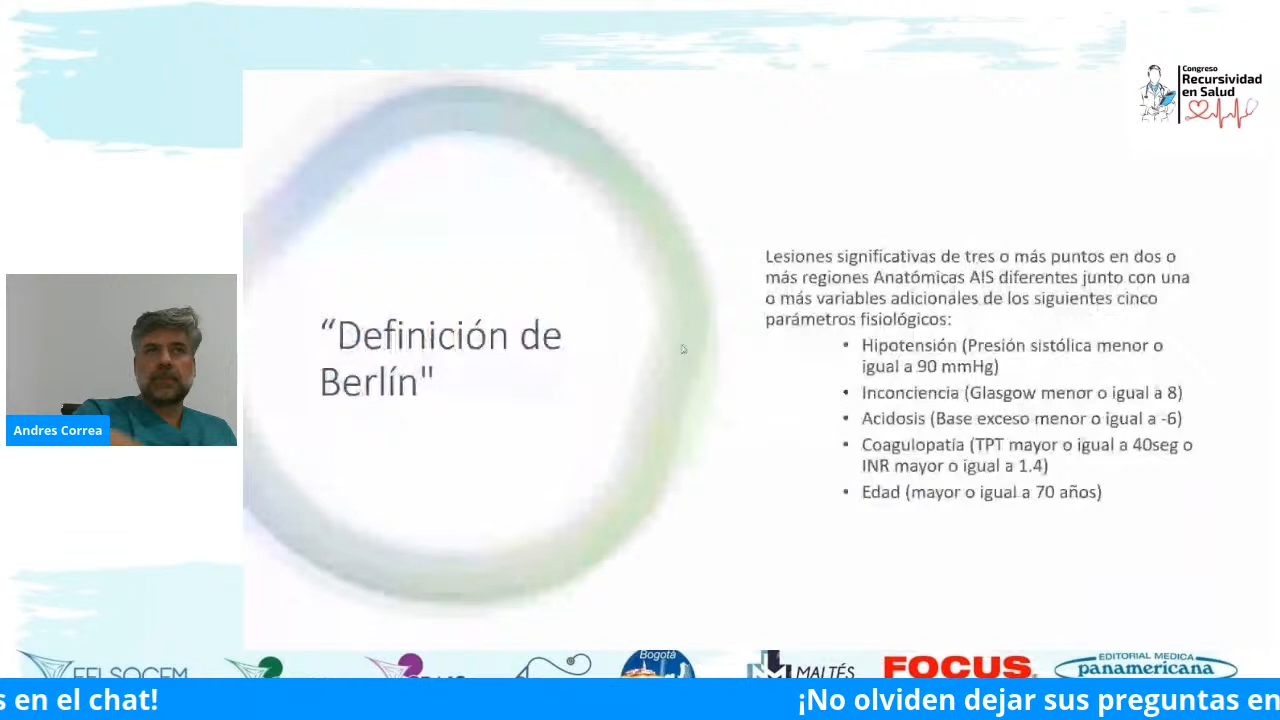 Congreso
Recursividad
en Salud
“Definición de
Berlín"
Lesiones significativas de tres o más puntos en dos o
más regiones Anatómicas AIS diferentes junto con una
o más variables adicionales de los siguientes cinco
parámetros fisiológicos:
• Hipotensión (Presión sistólica menor o
igual a 90 mmHg)
• Inconciencia (Glasgow menor o igual a 8)
• Acidosis (Base exceso menor o igual a -6)
• Coagulopatía (TPT mayor o igual a 40seg o
INR mayor o igual a 1.4)
• Edad (mayor o igual a 70 años)
Andres Correa
Bogotá
MALTÉS
FOCUS
EDITORIAL MEDICA
panamericana
s en el chat!
¡No olviden dejar sus preguntas en